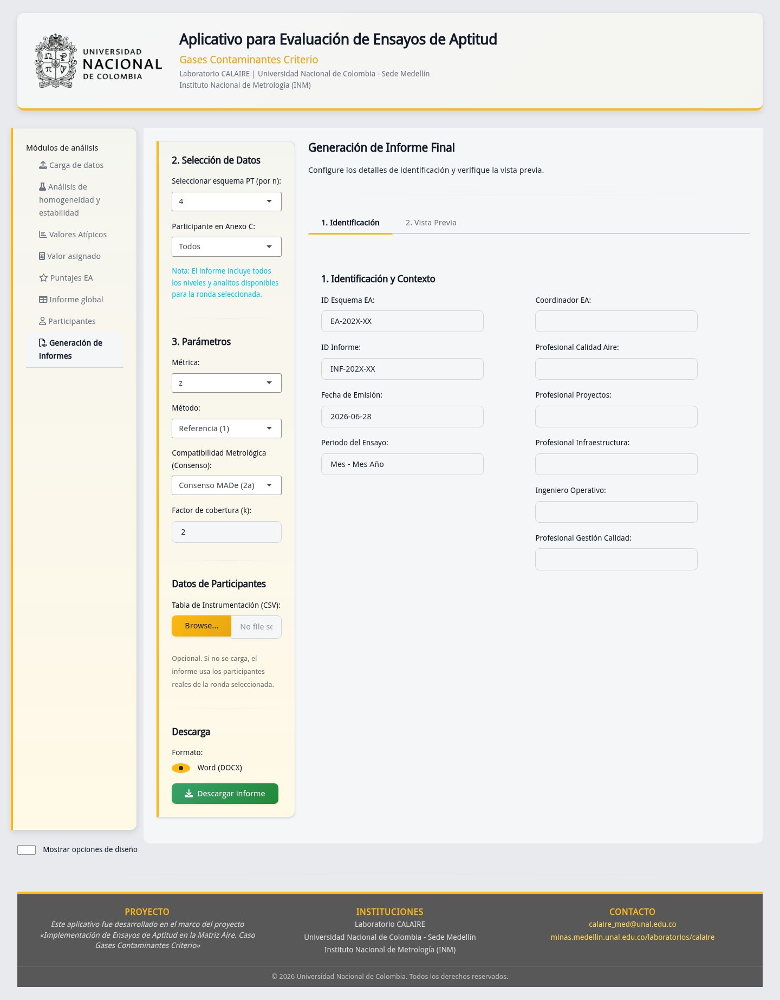 UNIVERSIDAD
NACIONAL
DE COLOMBIA
Aplicativo para Evaluación de Ensayos de Aptitud
Gases Contaminantes Criterio
Laboratorio CALAIRE | Universidad Nacional de Colombia - Sede Medellín
Instituto Nacional de Metrología (INM)
Módulos de análisis
Carga de datos
Análisis de
homogeneidad y
estabilidad
Valores Atípicos
Valor asignado
Puntajes EA
Informe global
Participantes
Generación de
Informes
2. Selección de Datos
Seleccionar esquema PT (por n):
4
Participante en Anexo C:
Todos
Nota: El informe incluye todos
los niveles y analitos disponibles
para la ronda seleccionada.
3. Parámetros
Métrica:
z
Método:
Referencia (1)
Compatibilidad Metrológica
(Consenso):
Consenso MADe (2a)
Factor de cobertura (k):
2
Datos de Participantes
Tabla de Instrumentación (CSV):
Browse... No file se
Opcional. Si no se carga, el
informe usa los participantes
reales de la ronda seleccionada.
Descarga
Formato:
Word (DOCX)
Descargar informe
Generación de Informe Final
Configure los detalles de identificación y verifique la vista previa.
1. Identificación 2. Vista Previa
1. Identificación y Contexto
ID Esquema EA:
EA-202X-XX
ID Informe:
INF-202X-XX
Fecha de Emisión:
2026-06-28
Periodo del Ensayo:
Mes - Mes Año
Coordinador EA:
Profesional Calidad Aire:
Profesional Proyectos:
Profesional Infraestructura:
Ingeniero Operativo:
Profesional Gestión Calidad:
Mostrar opciones de diseño
PROYECTO
Este aplicativo fue desarrollado en el marco del proyecto
«Implementación de Ensayos de Aptitud en la Matriz Aire. Caso
Gases Contaminantes Criterio»
INSTITUCIONES
Laboratorio CALAIRE
Universidad Nacional de Colombia - Sede Medellín
Instituto Nacional de Metrología (INM)
CONTACTO
calaire_med@unal.edu.co
minas.medellin.unal.edu.co/laboratorios/calaire
© 2026 Universidad Nacional de Colombia. Todos los derechos reservados.